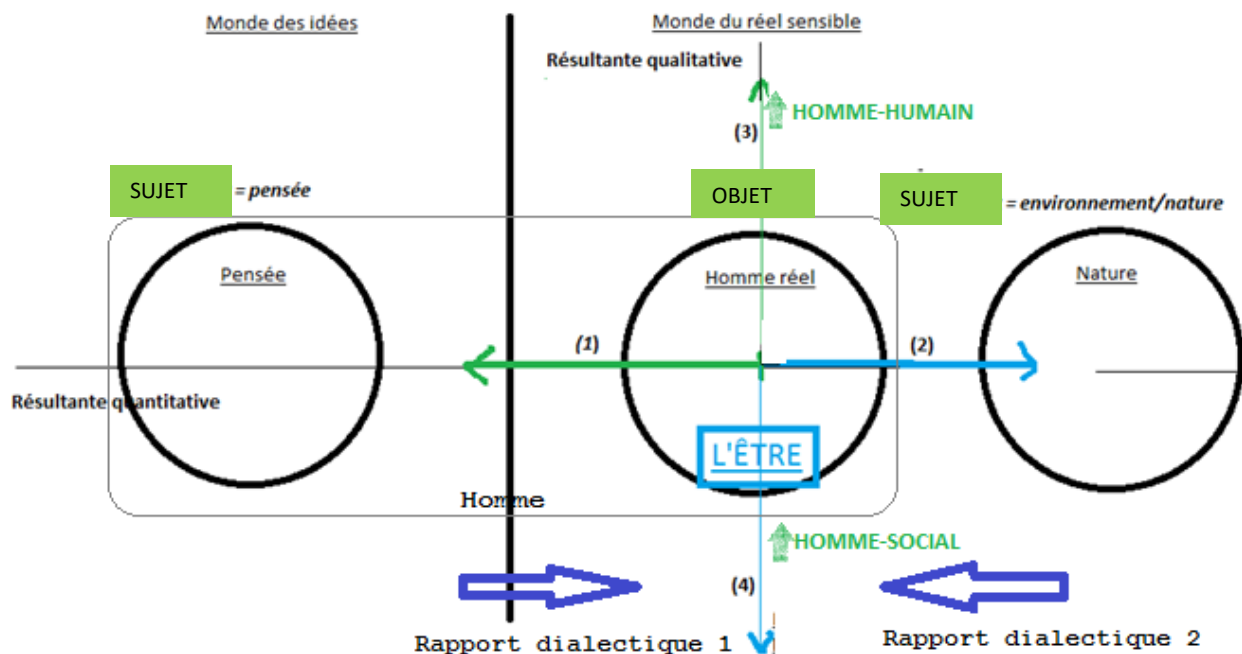 Monde des idées
Monde du réel sensible
Résultante qualitative
HOMME-HUMAIN
(3)
SUJET
= pensée
OBJET
SUJET
= environnement/nature
Pensée
Homme réel
Nature
(1)
(2)
Résultante quantitative
L'ÊTRE
Homme
HOMME-SOCIAL
(4)
Rapport dialectique 1
Rapport dialectique 2